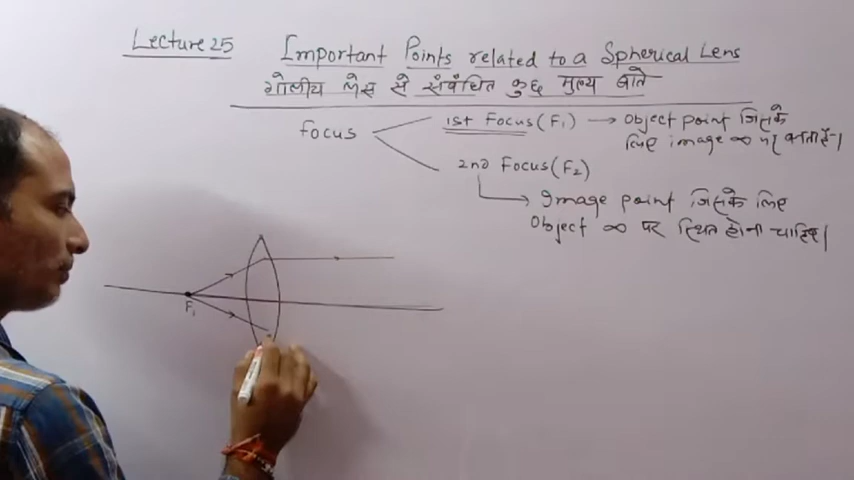 Lecture 25 Important Points related to a Spherical Lens
गोलीय लेंस से संबंधित कुछ मुख्य बातें
focus
1st Focus (F₁) → Object point जिसके
लिए image ∞ पर बनता है।
2nd Focus (F₂)
→ Image point जिसके लिए
Object ∞ पर स्थित होना चाहिए।
F₁